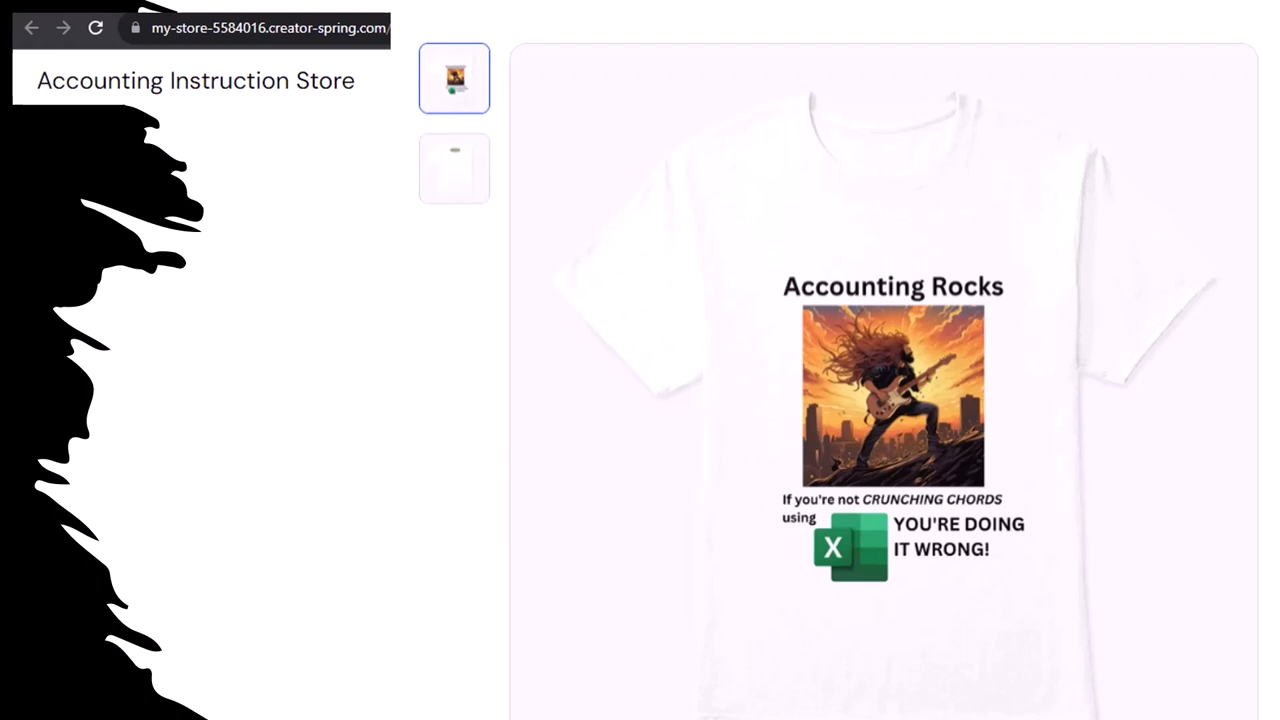 my-store-5584016.creator-spring.com/
Accounting Instruction Store
Accounting Rocks
If you're not CRUNCHING CHORDS
using
X
YOU'RE DOING
IT WRONG!